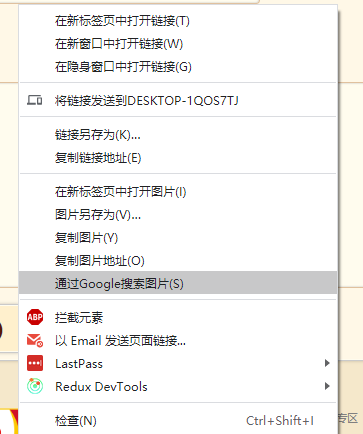 在新标签页中打开链接(T)
在新窗口中打开链接(W)
在隐身窗口中打开链接(G)
将链接发送到DESKTOP-1QOS7TJ
链接另存为(K)...
复制链接地址(E)
在新标签页中打开图片(I)
图片另存为(V)...
复制图片(Y)
复制图片地址(O)
通过Google搜索图片(S)
ABP 拦截元素
以 Email 发送页面链接...
LastPass
Redux DevTools
检查(N) Ctrl+Shift+I
专区